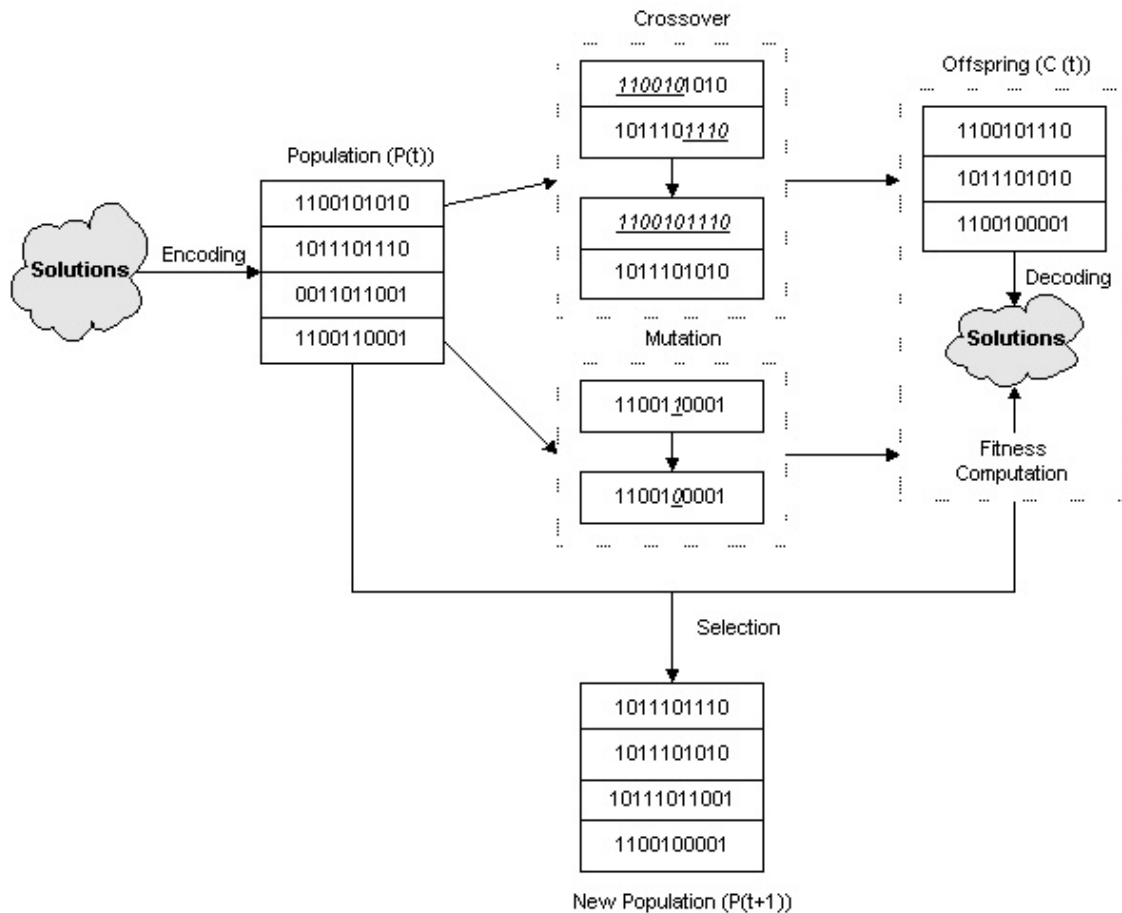 Crossover
1100101010
1011101110
1100101110
1011101010
Offspring (C (t))
1100101110
1011101010
1100100001
Decoding
Solutions
Fitness
Computation
Population (P(t))
1100101010
1011101110
0011011001
1100110001
Solutions
Encoding
Mutation
1100110001
1100100001
Selection
1011101110
1011101010
10111011001
1100100001
New Population (P(t+1))